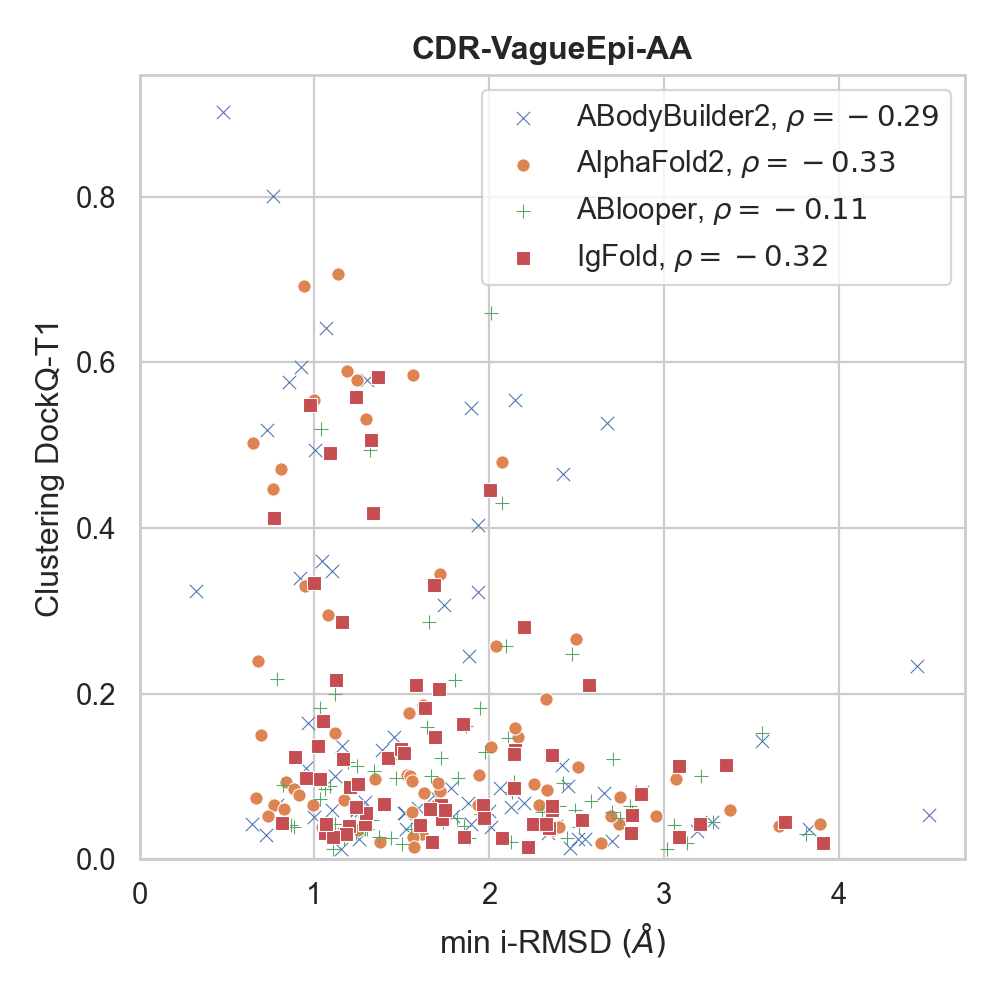 CDR-VagueEpi-AA
ABodyBuilder2, ρ = −0.29
AlphaFold2, ρ = −0.33
ABlooper, ρ = −0.11
IgFold, ρ = −0.32
Clustering DockQ-T1
0.8
0.6
0.4
0.2
0.0
0 1 2 3 4
min i-RMSD (Å)